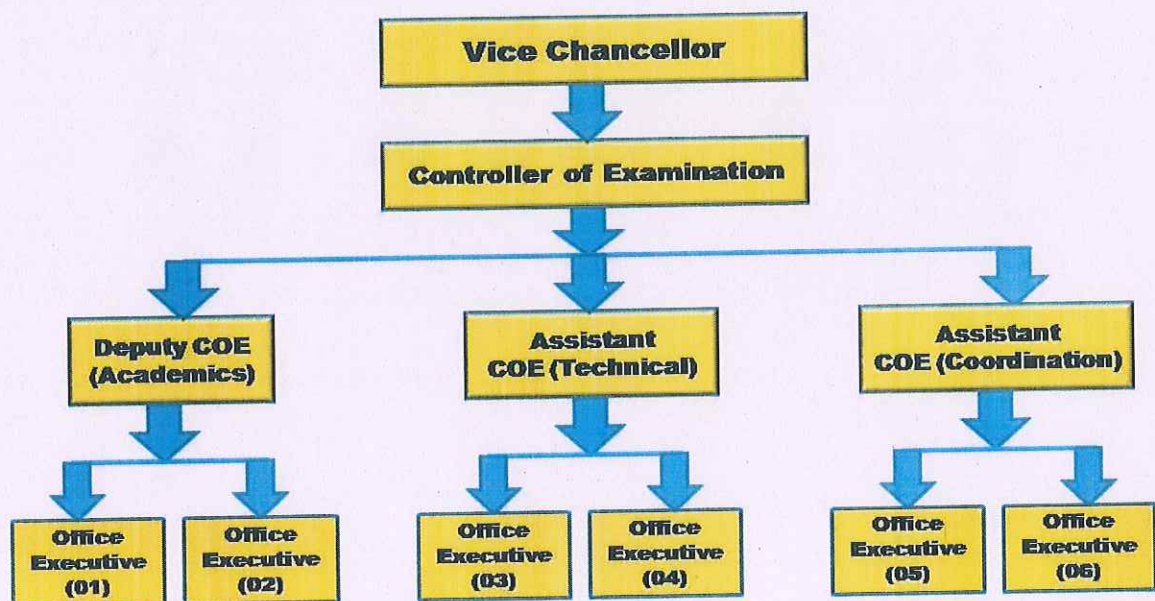 Vice Chancellor
Controller of Examination
Deputy COE
(Academics)
Assistant
COE (Technical)
Assistant
COE (Coordination)
Office
Executive
(01)
Office
Executive
(02)
Office
Executive
(03)
Office
Executive
(04)
Office
Executive
(05)
Office
Executive
(06)